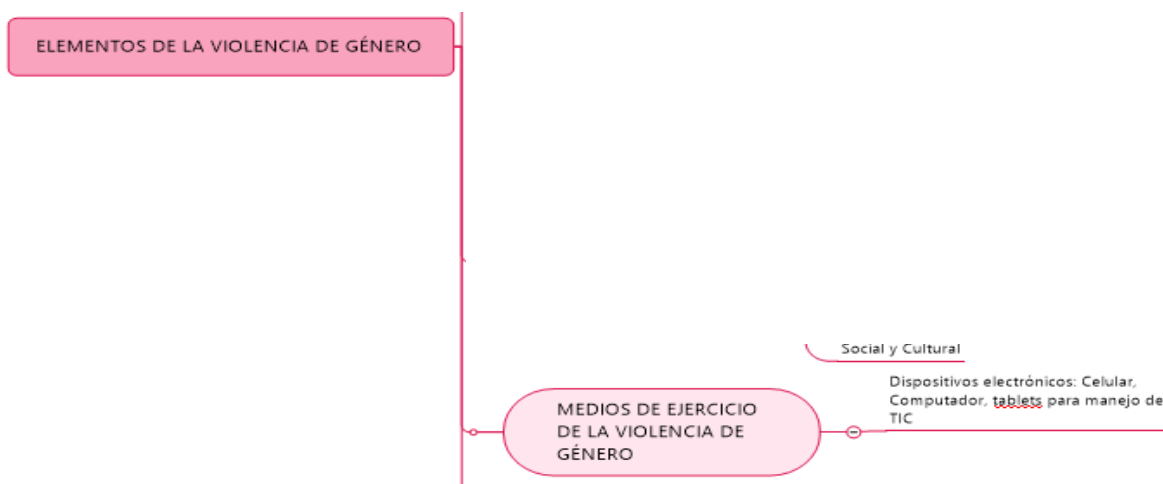 ELEMENTOS DE LA VIOLENCIA DE GÉNERO
Social y Cultural
Dispositivos electrónicos: Celular,
Computador, tablets para manejo de
TIC
MEDIOS DE EJERCICIO
DE LA VIOLENCIA DE
GÉNERO